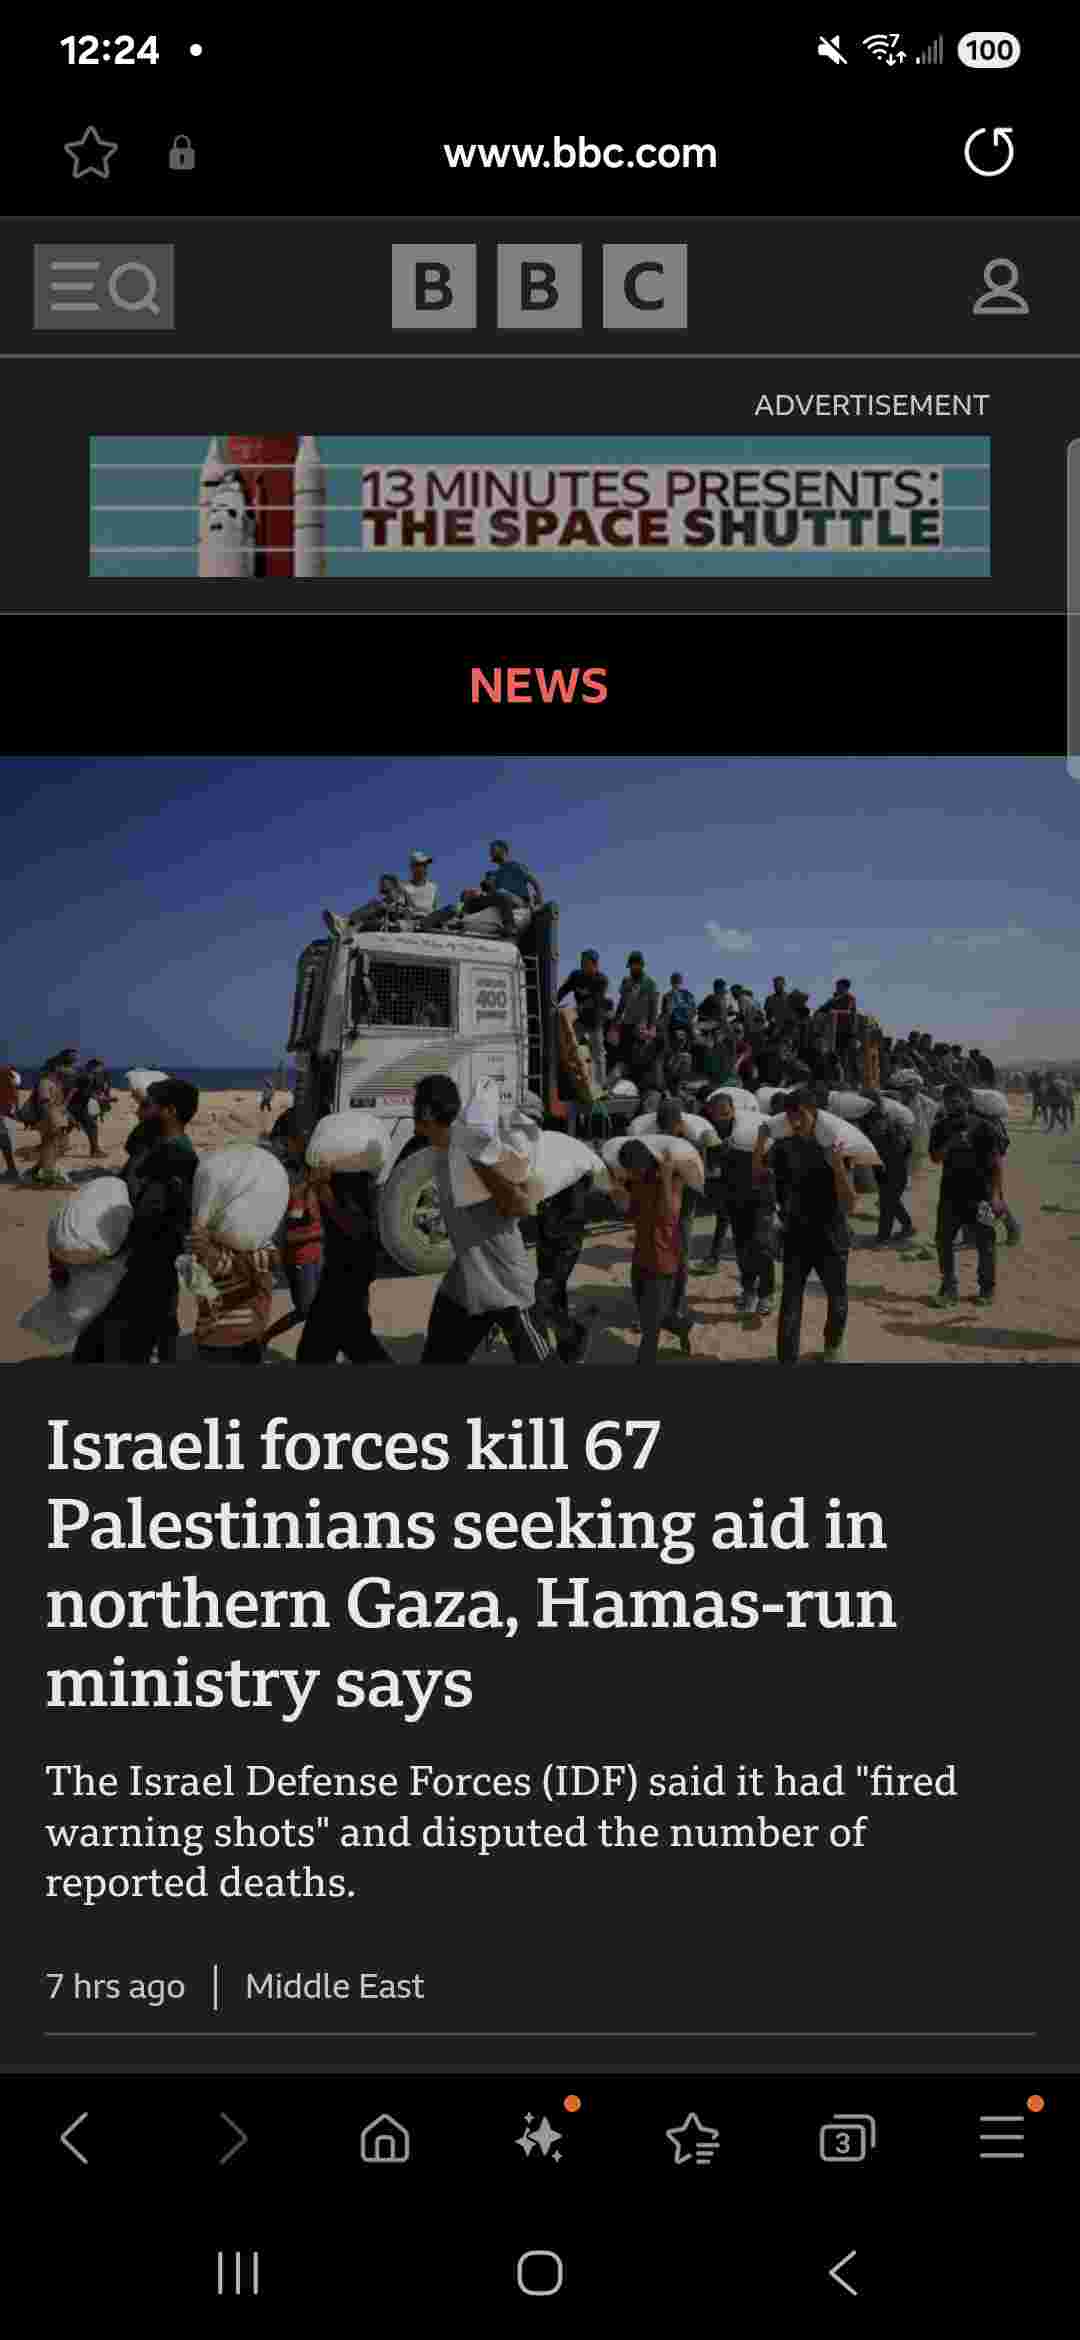 12:24
7
100
www.bbc.com
BBC
ADVERTISEMENT
13 MINUTES PRESENTS:
THE SPACE SHUTTLE
NEWS
400
Israeli forces kill 67
Palestinians seeking aid in
northern Gaza, Hamas-run
ministry says
The Israel Defense Forces (IDF) said it had "fired
warning shots" and disputed the number of
reported deaths.
7 hrs ago | Middle East
3